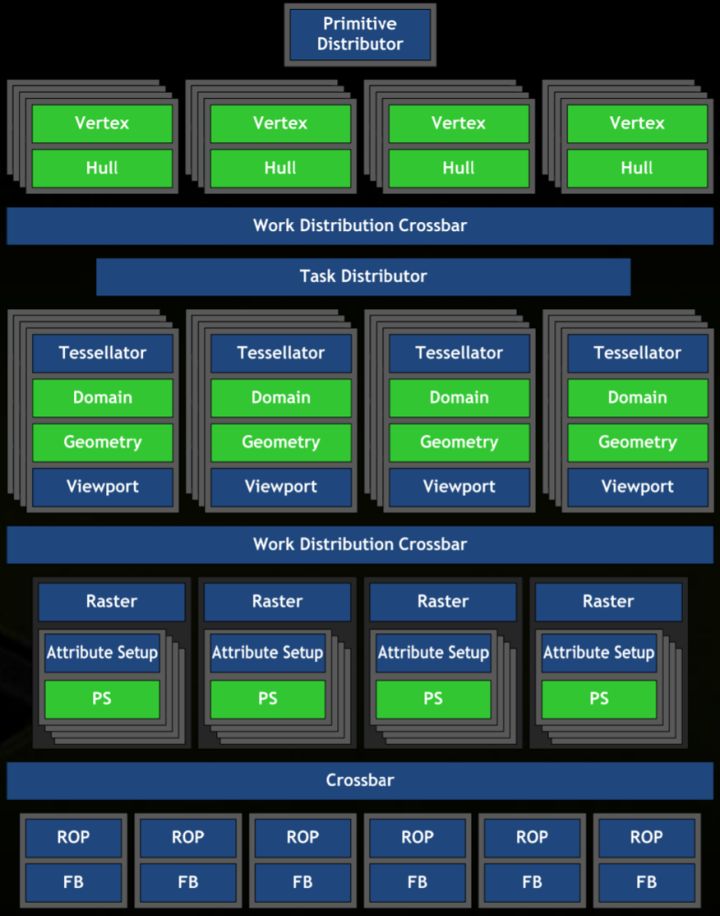 Primitive
Distributor
Vertex Vertex Vertex Vertex
Hull Hull Hull Hull
Work Distribution Crossbar
Task Distributor
Tessellator Tessellator Tessellator Tessellator
Domain Domain Domain Domain
Geometry Geometry Geometry Geometry
Viewport Viewport Viewport Viewport
Work Distribution Crossbar
Raster Raster Raster Raster
Attribute Setup Attribute Setup Attribute Setup Attribute Setup
PS PS PS PS
Crossbar
ROP ROP ROP ROP ROP ROP
FB FB FB FB FB FB